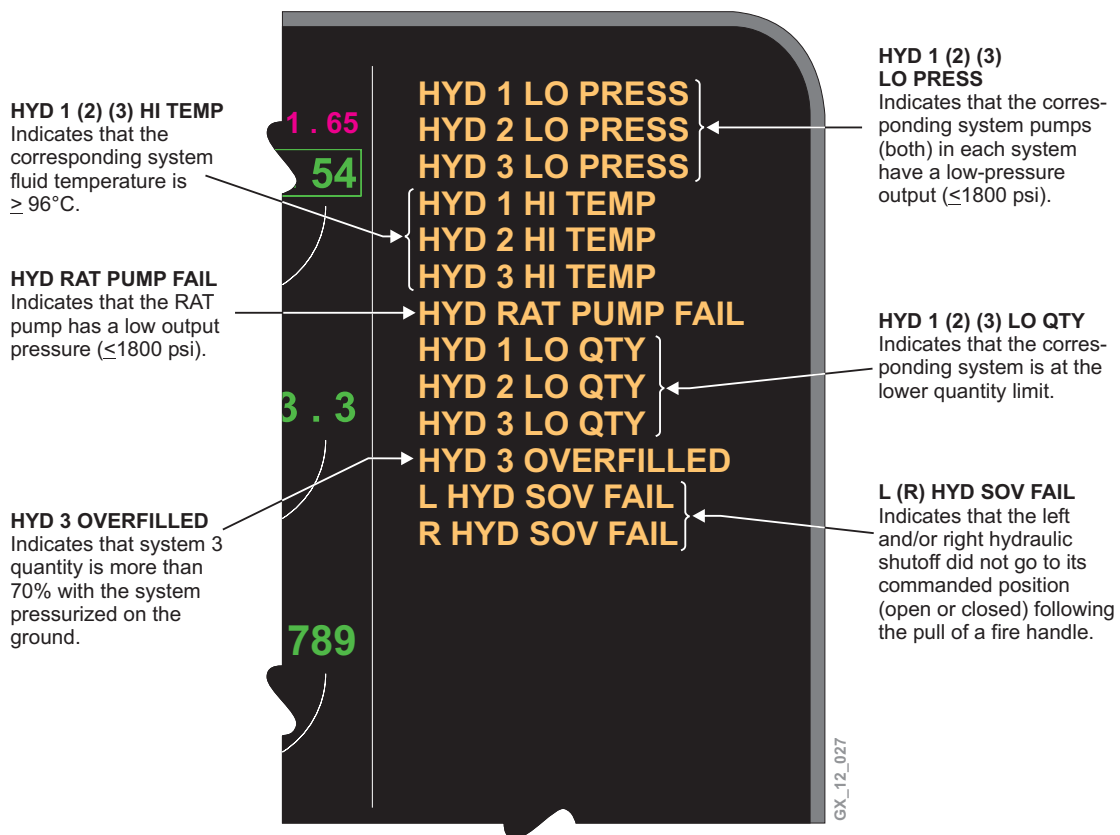 HYD 1 (2) (3) HI TEMP
Indicates that the
corresponding system
fluid temperature is
≥ 96°C.
HYD RAT PUMP FAIL
Indicates that the RAT
pump has a low output
pressure (≤1800 psi).
HYD 3 OVERFILLED
Indicates that system 3
quantity is more than
70% with the system
pressurized on the
ground.
1.65
54
3.3
789
HYD 1 LO PRESS
HYD 2 LO PRESS
HYD 3 LO PRESS
HYD 1 HI TEMP
HYD 2 HI TEMP
HYD 3 HI TEMP
HYD RAT PUMP FAIL
HYD 1 LO QTY
HYD 2 LO QTY
HYD 3 LO QTY
HYD 3 OVERFILLED
L HYD SOV FAIL
R HYD SOV FAIL
HYD 1 (2) (3)
LO PRESS
Indicates that the corres-
ponding system pumps
(both) in each system
have a low-pressure
output (≤1800 psi).
HYD 1 (2) (3) LO QTY
Indicates that the corres-
ponding system is at the
lower quantity limit.
L (R) HYD SOV FAIL
Indicates that the left
and/or right hydraulic
shutoff did not go to its
commanded position
(open or closed) following
the pull of a fire handle.
GX_12_027